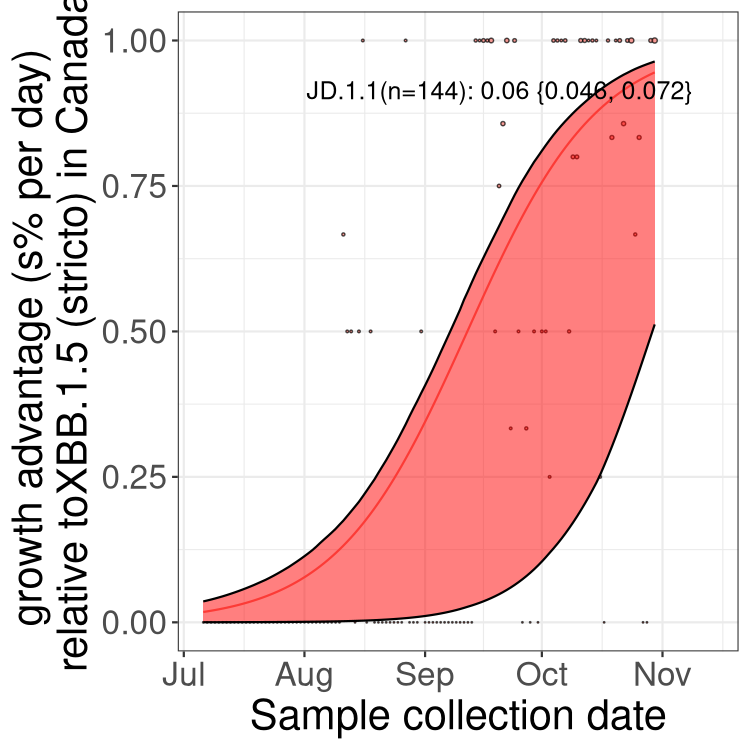 growth advantage (s% per day)
relative toXBB.1.5 (stricto) in Canada
1.00
0.75
0.50
0.25
0.00
JD.1.1(n=144): 0.06 {0.046, 0.072}
Jul Aug Sep Oct Nov
Sample collection date